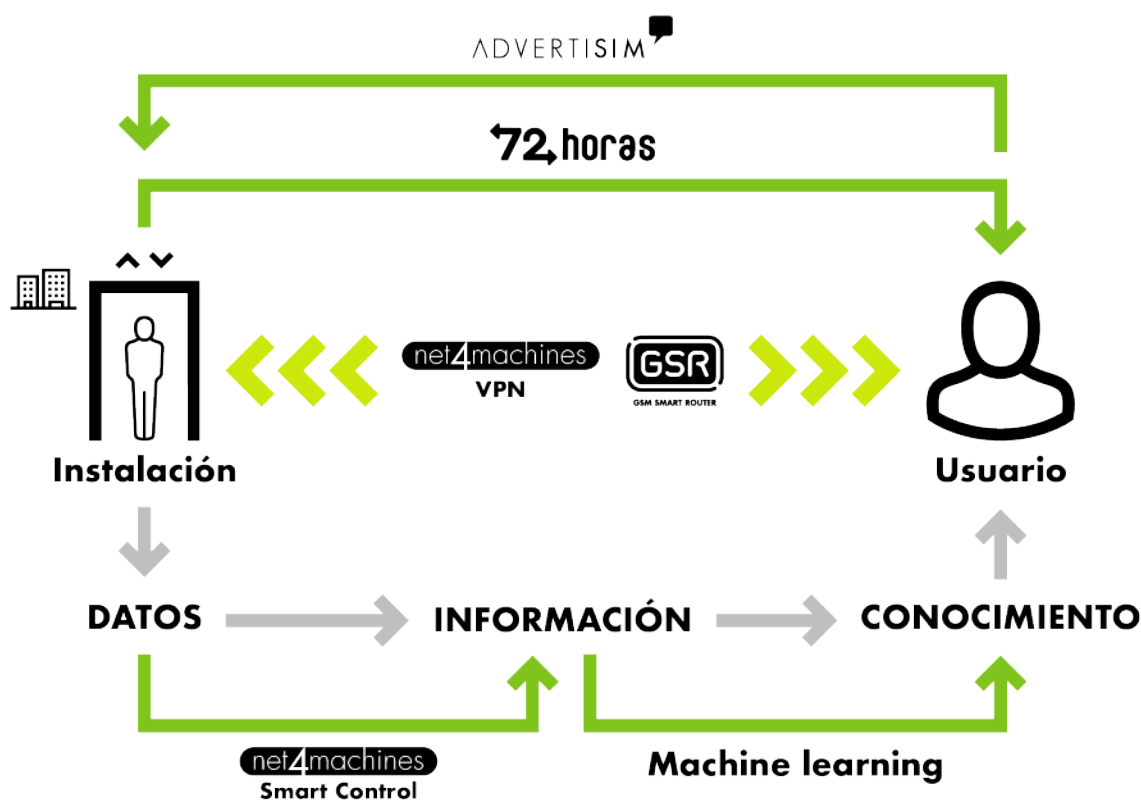 ADVERTISIM
72 horas
net4machines
VPN
GSR
GSM SMART ROUTER
Instalación
Usuario
DATOS
INFORMACIÓN
CONOCIMIENTO
net4machines
Smart Control
Machine learning